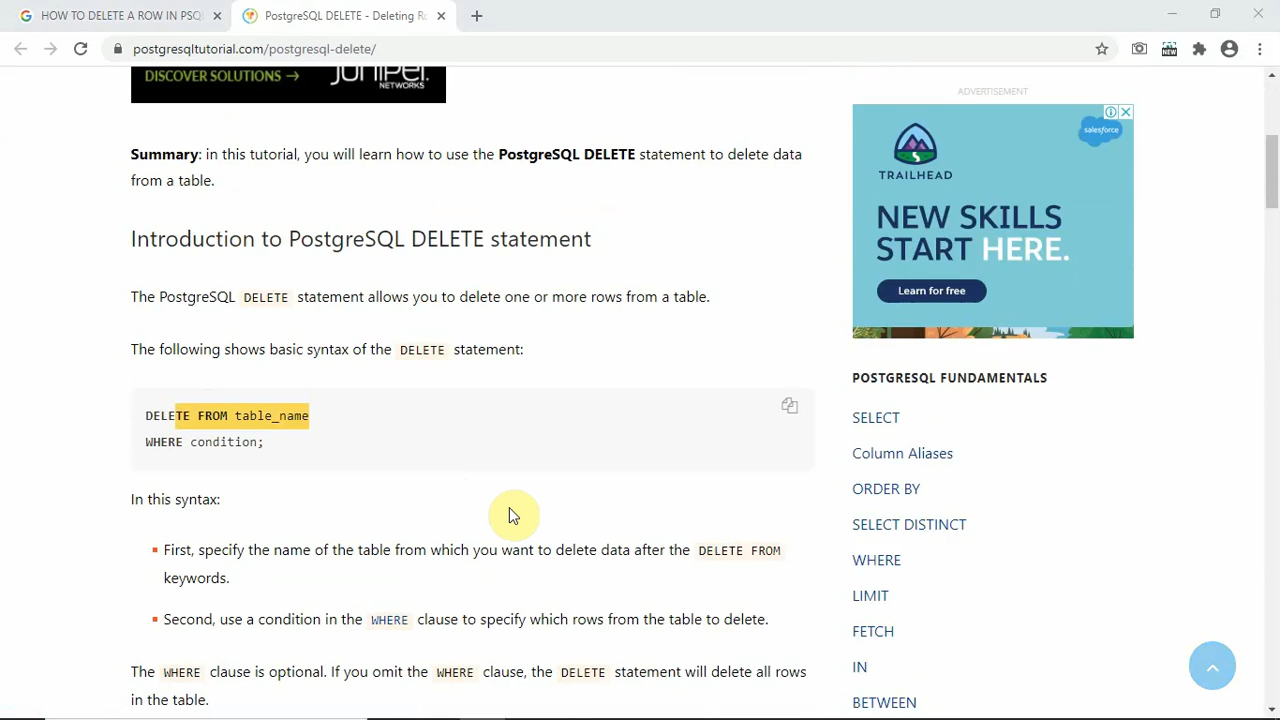 HOW TO DELETE A ROW IN PSQ
PostgreSQL DELETE - Deleting Ro
postgresqltutorial.com/postgresql-delete/
NEW
DISCOVER SOLUTIONS →
JUNIPER
NETWORKS
ADVERTISEMENT
salesforce
TRAILHEAD
NEW SKILLS
START HERE.
Learn for free
Summary: in this tutorial, you will learn how to use the PostgreSQL DELETE statement to delete data
from a table.
Introduction to PostgreSQL DELETE statement
The PostgreSQL DELETE statement allows you to delete one or more rows from a table.
The following shows basic syntax of the DELETE statement:
DELETE FROM table_name
WHERE condition;
In this syntax:
First, specify the name of the table from which you want to delete data after the DELETE FROM
keywords.
Second, use a condition in the WHERE clause to specify which rows from the table to delete.
The WHERE clause is optional. If you omit the WHERE clause, the DELETE statement will delete all rows
in the table.
POSTGRESQL FUNDAMENTALS
SELECT
Column Aliases
ORDER BY
SELECT DISTINCT
WHERE
LIMIT
FETCH
IN
BETWEEN